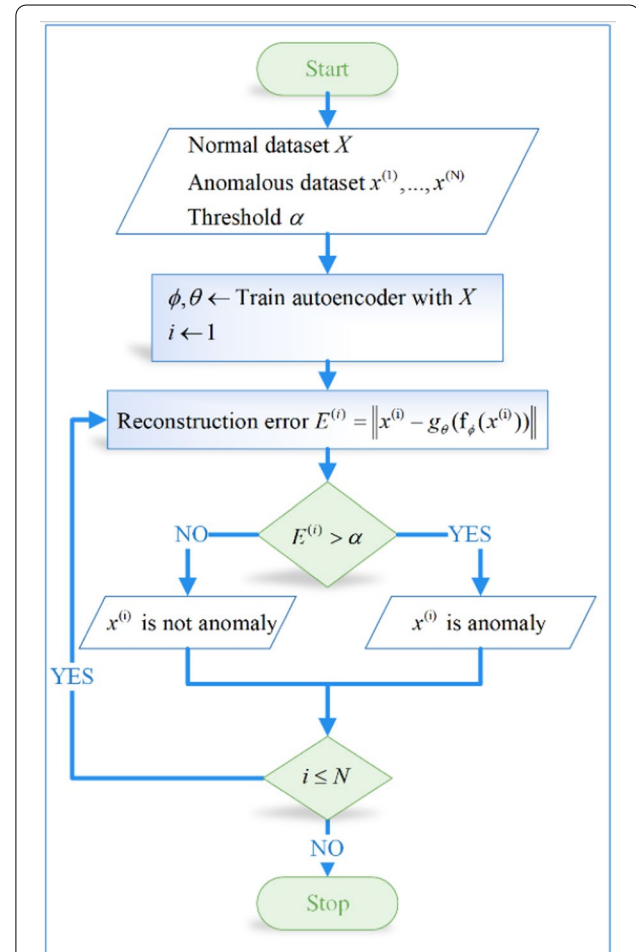 Start
Normal dataset X
Anomalous dataset x⁽¹⁾,...,x⁽ᴺ⁾
Threshold α
ϕ,θ ← Train autoencoder with X
i ← 1
Reconstruction error E⁽ⁱ⁾ = ‖x⁽ⁱ⁾ − g_θ(f_ϕ(x⁽ⁱ⁾))‖
E⁽ⁱ⁾ > α
NO
YES
x⁽ⁱ⁾ is not anomaly
x⁽ⁱ⁾ is anomaly
YES
i ≤ N
NO
Stop